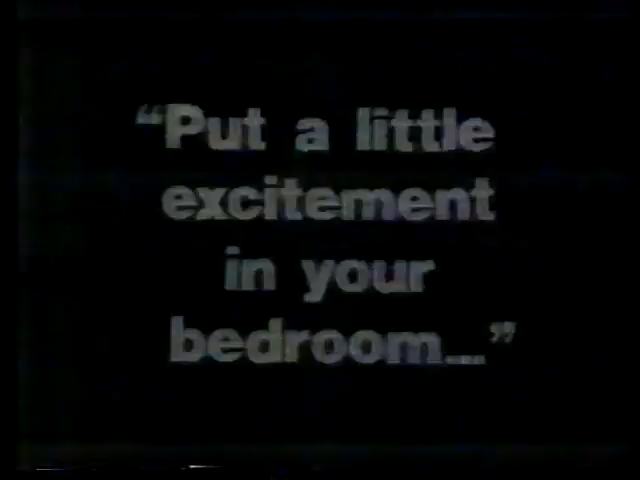 “Put a little
excitement
in your
bedroom...”